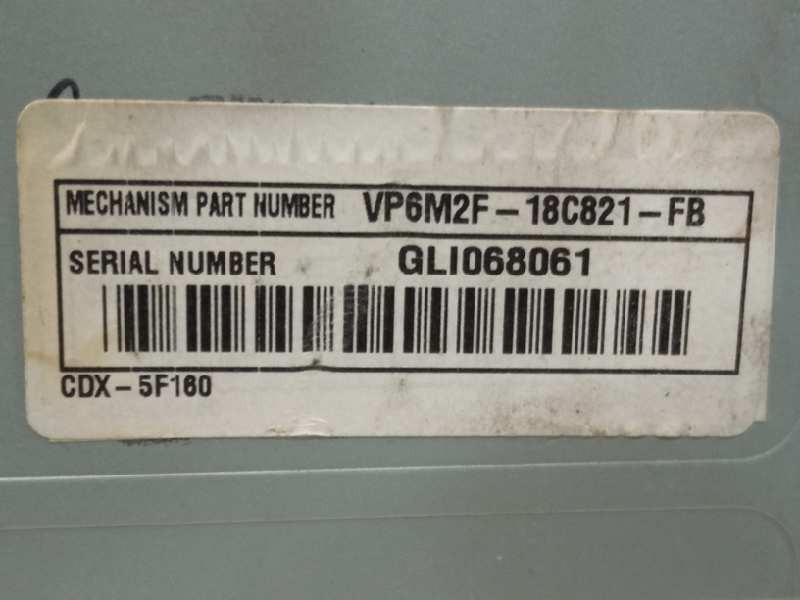 MECHANISM PART NUMBER VP6M2F-18C821-FB
SERIAL NUMBER GLI068061
CDX-5F160